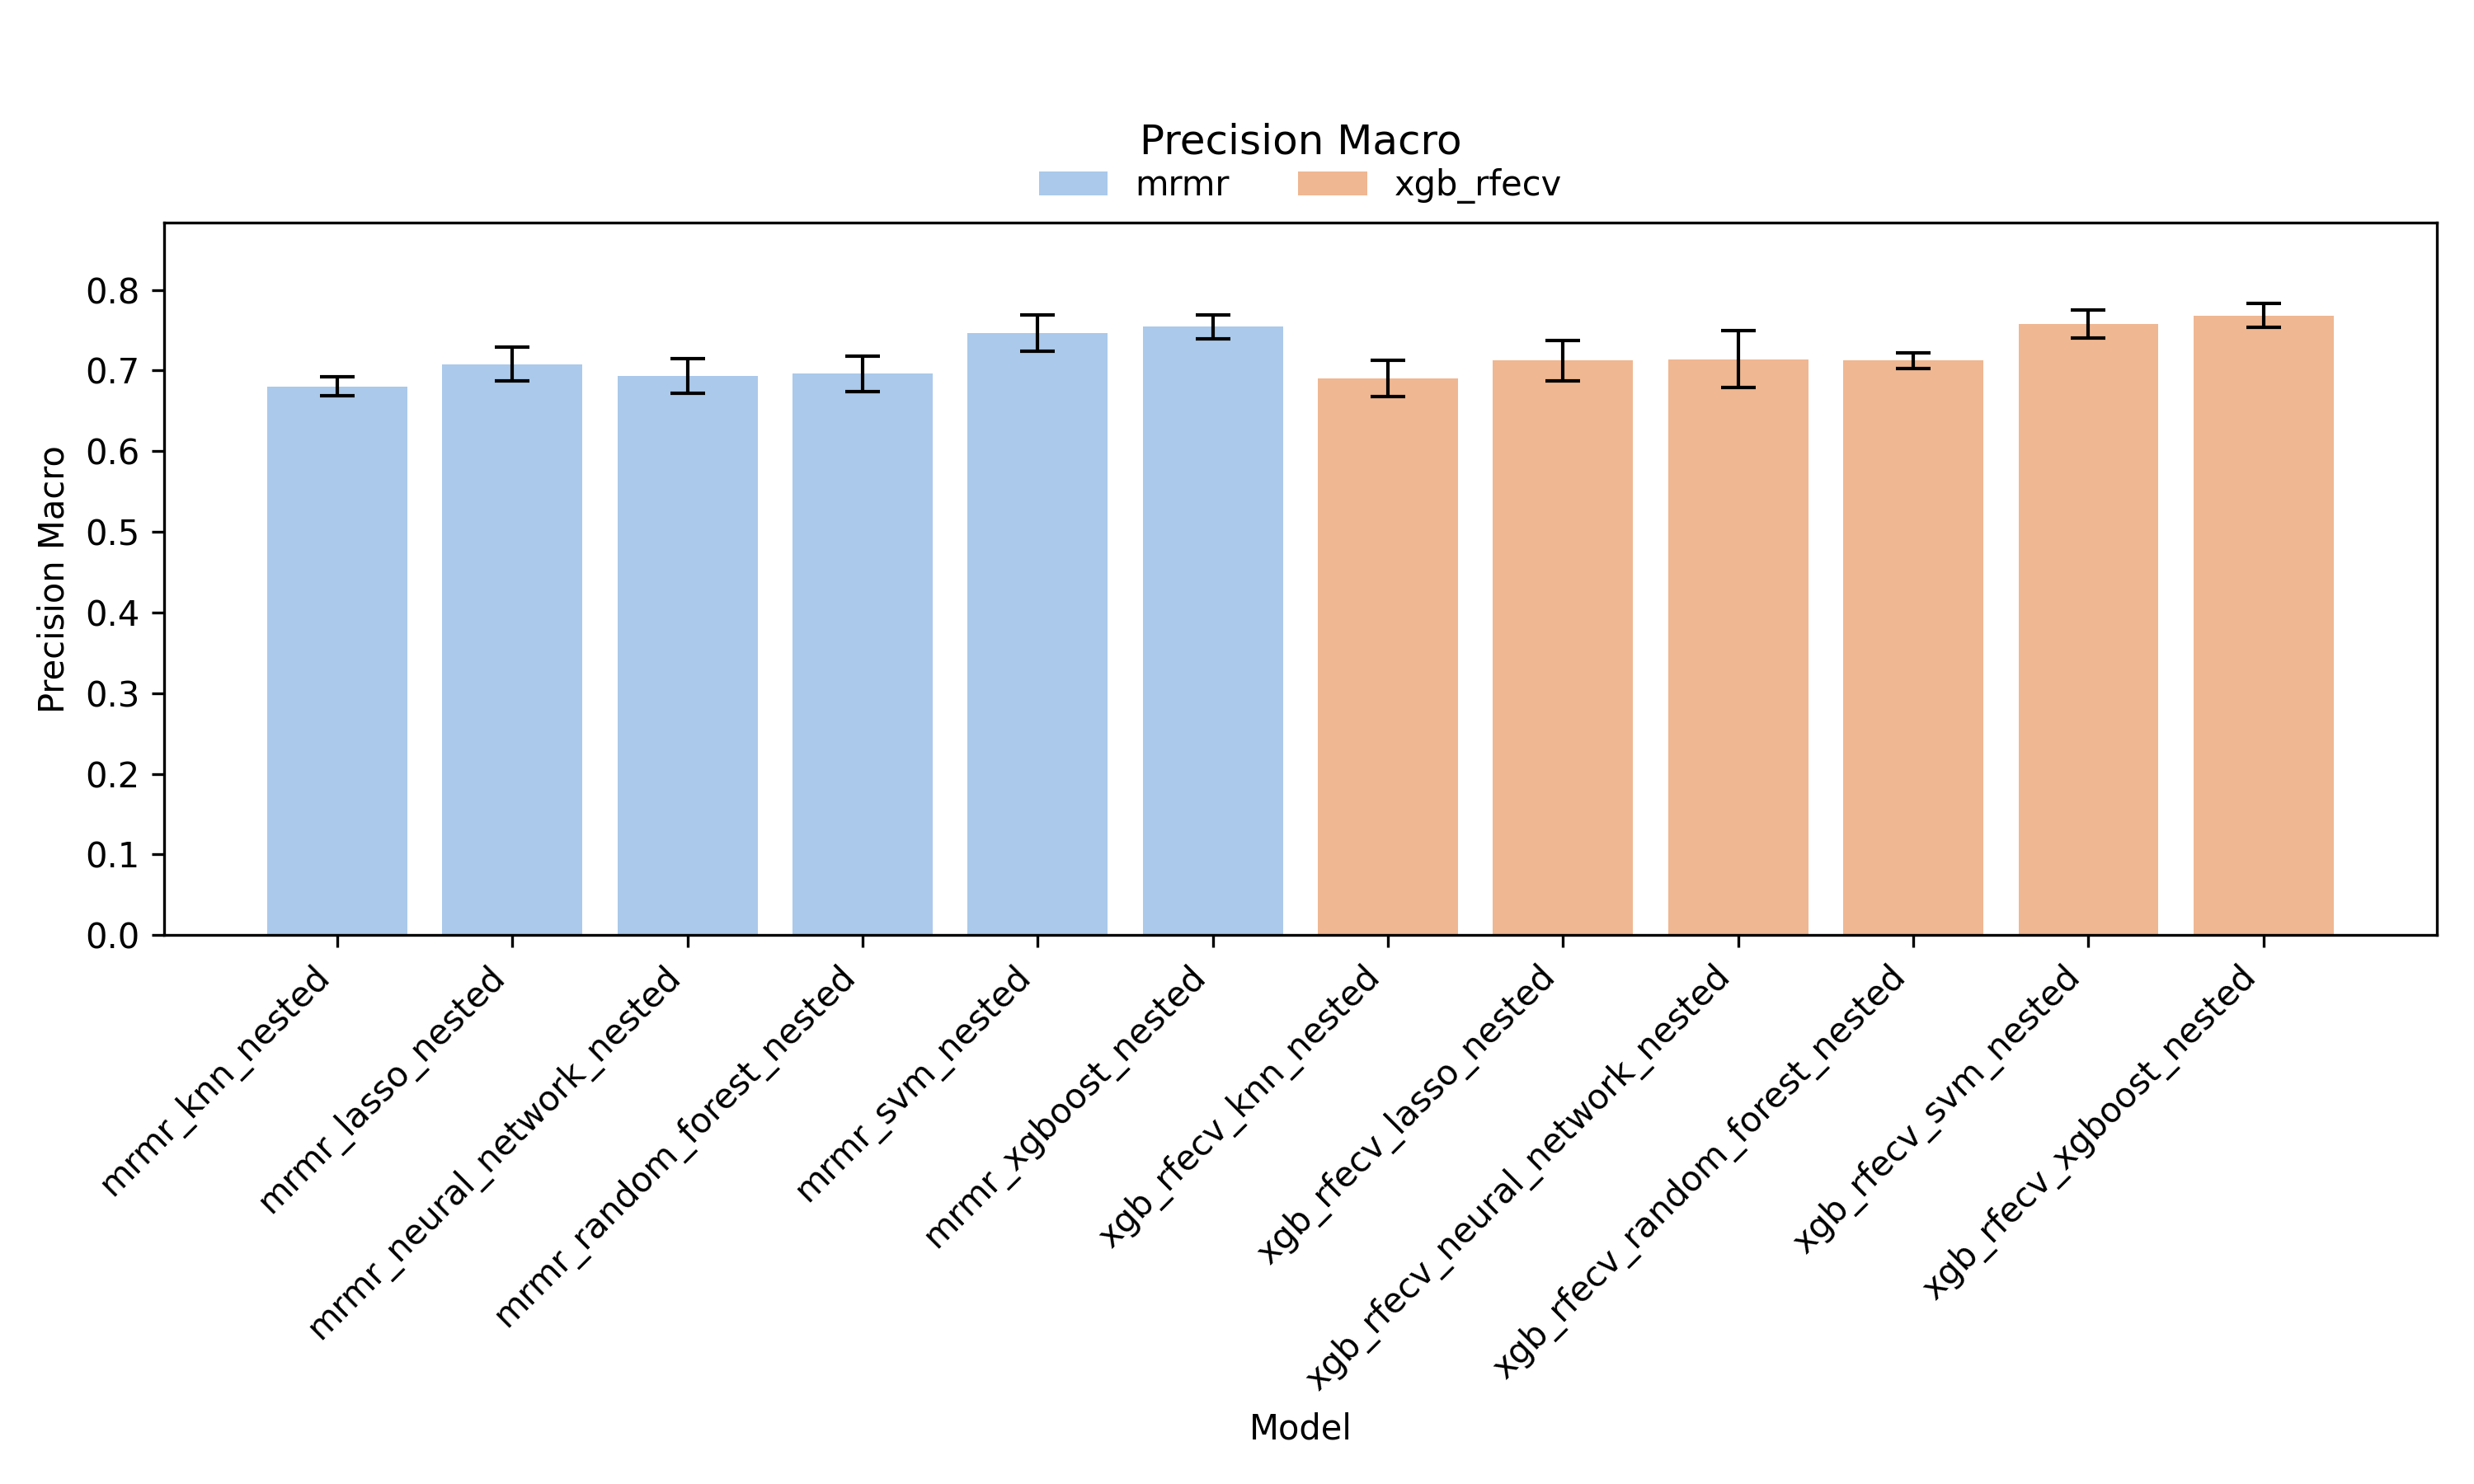 Precision Macro
mrmr xgb_rfecv
Precision Macro
0.8
0.7
0.6
0.5
0.4
0.3
0.2
0.1
0.0
mrmr_knn_nested
mrmr_lasso_nested
mrmr_neural_network_nested
mrmr_random_forest_nested
mrmr_svm_nested
mrmr_xgboost_nested
xgb_rfecv_knn_nested
xgb_rfecv_lasso_nested
xgb_rfecv_neural_network_nested
xgb_rfecv_random_forest_nested
xgb_rfecv_svm_nested
xgb_rfecv_xgboost_nested
Model